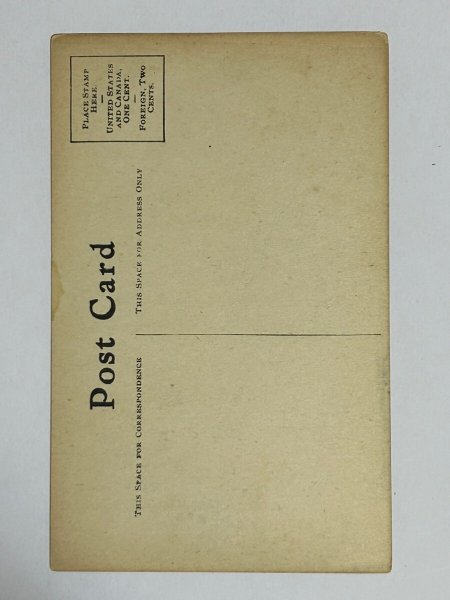 Post Card
THIS SPACE FOR CORRESPONDENCE
THIS SPACE FOR ADDRESS ONLY
PLACE STAMP
HERE.
—
UNITED STATES
AND CANADA,
ONE CENT.
—
FOREIGN, TWO
CENTS.